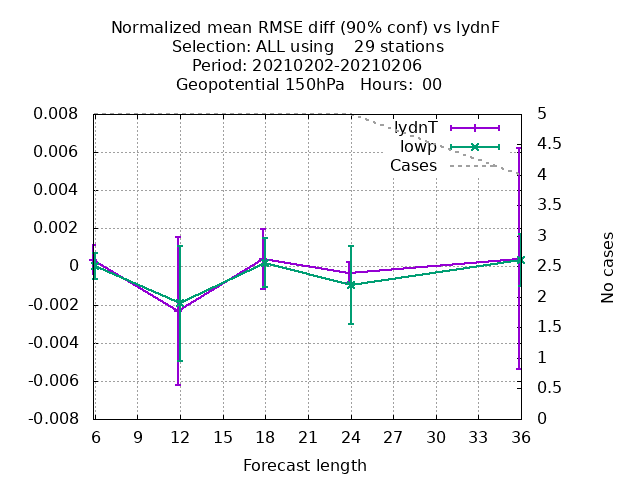 Normalized mean RMSE diff (90% conf) vs lydnF
Selection: ALL using    29 stations
Period: 20210202-20210206
Geopotential 150hPa   Hours:  00
0.008
0.006
0.004
0.002
0
-0.002
-0.004
-0.006
-0.008
5
4.5
4
3.5
3
2.5
2
1.5
1
0.5
0
lydnT
lowp
Cases
No cases
6 9 12 15 18 21 24 27 30 33 36
Forecast length